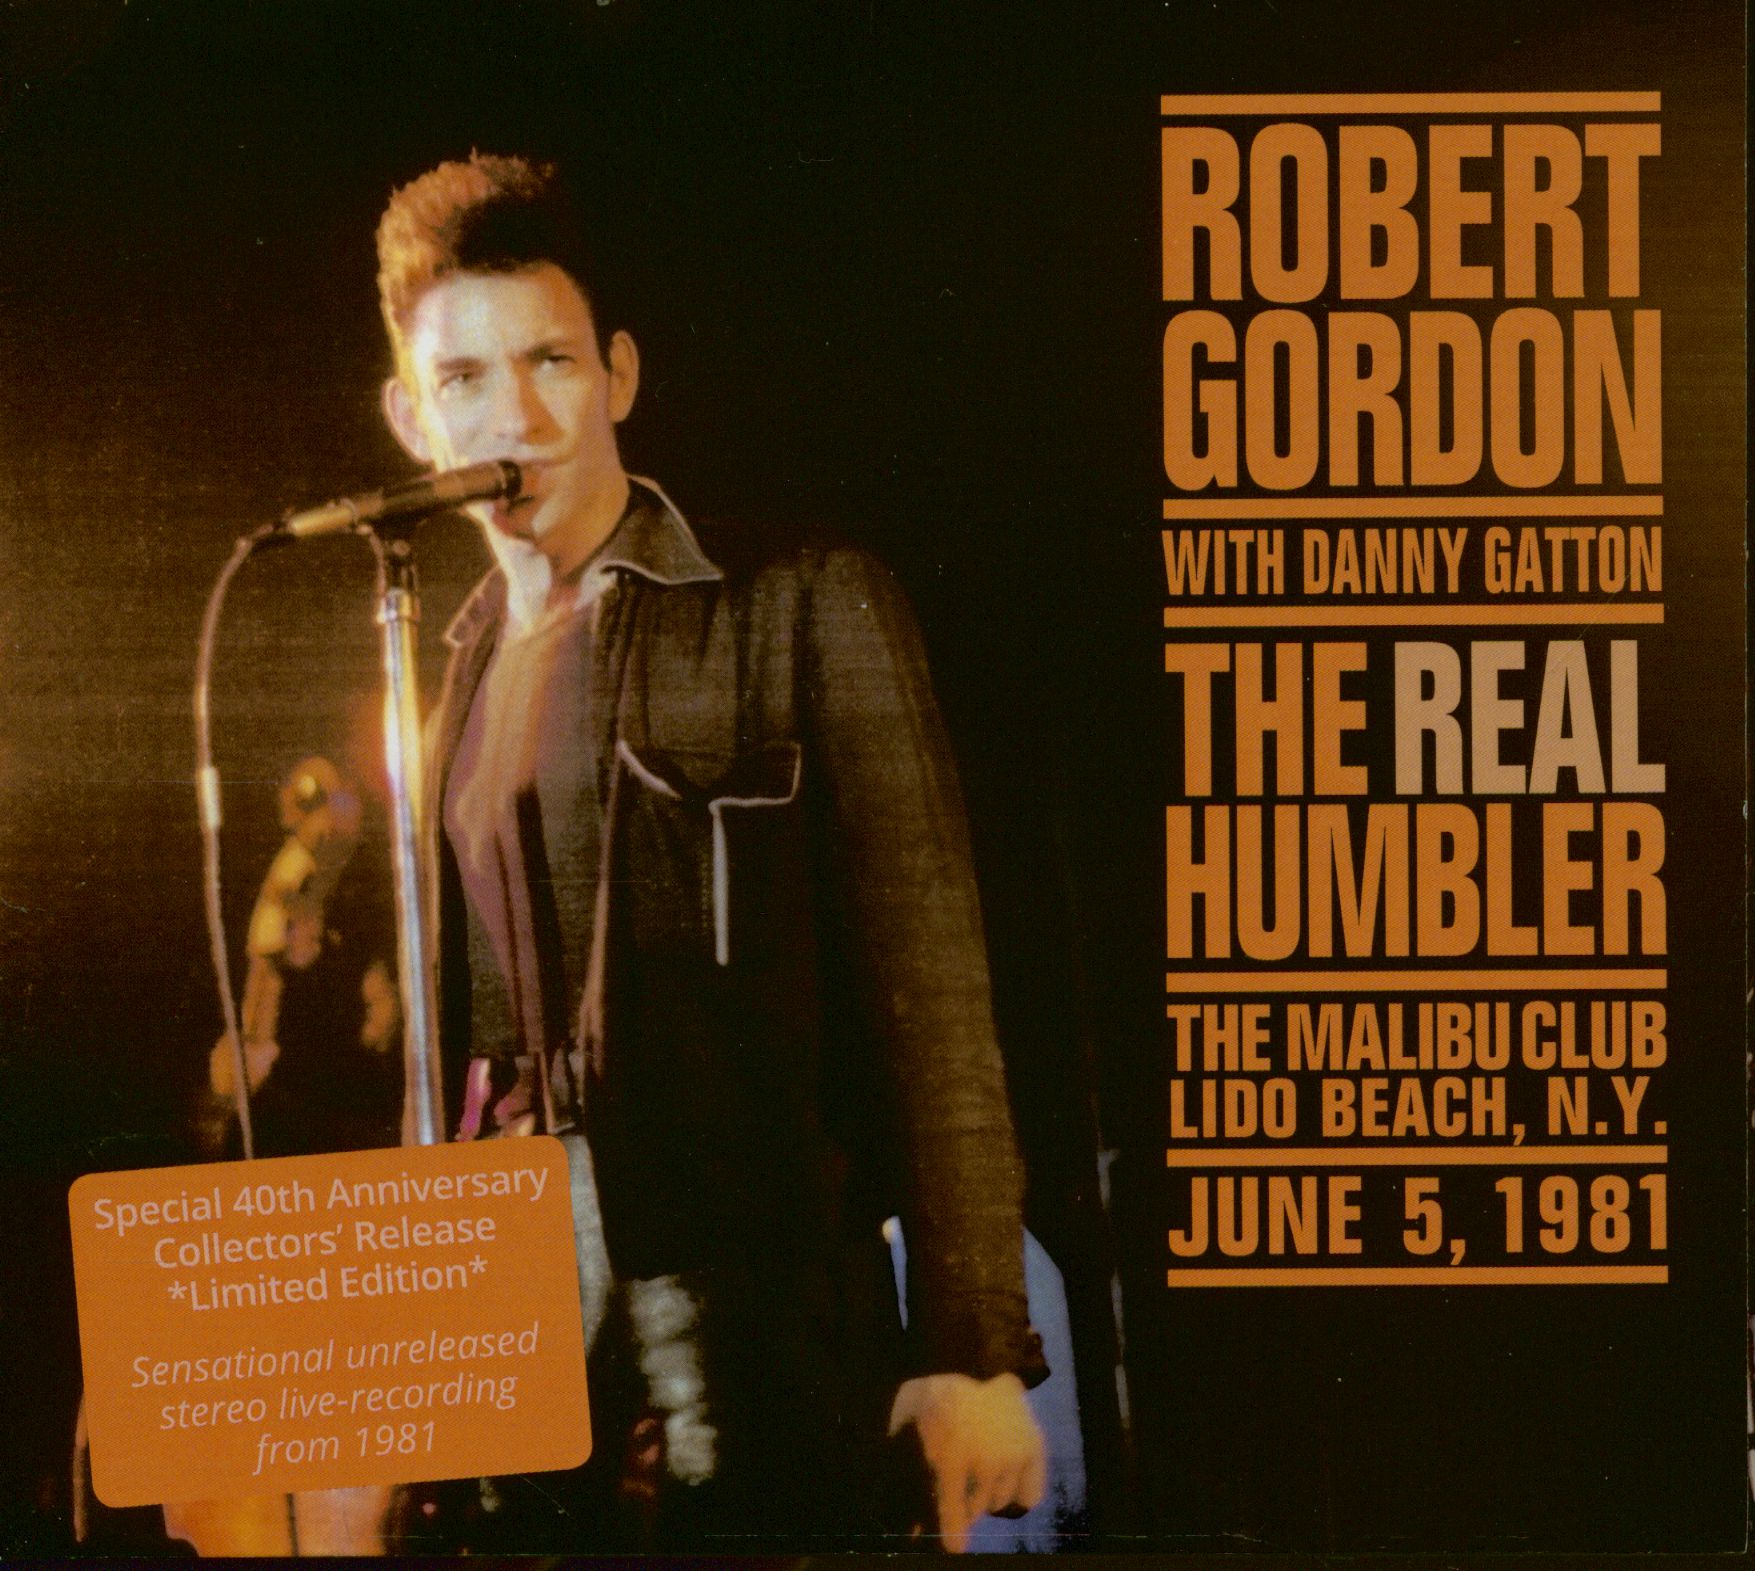 ROBERT
GORDON
WITH DANNY GATTON
THE REAL
HUMBLER
THE MALIBU CLUB
LIDO BEACH, N.Y.
JUNE 5, 1981
Special 40th Anniversary
Collectors' Release
*Limited Edition*
Sensational unreleased
stereo live-recording
from 1981